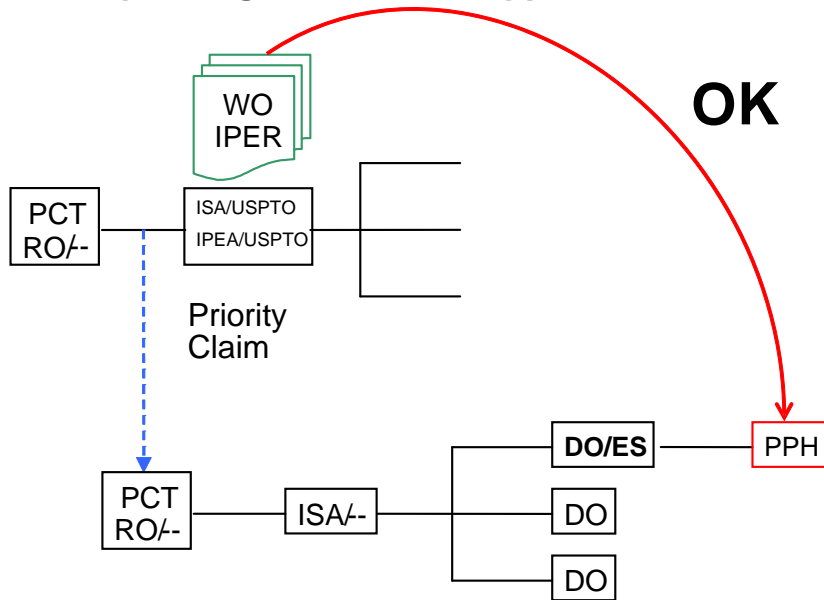 WO
IPER
OK
PCT
RO/--
ISA/USPTO
IPEA/USPTO
Priority
Claim
DO/ES
PPH
PCT
RO/--
ISA/--
DO
DO